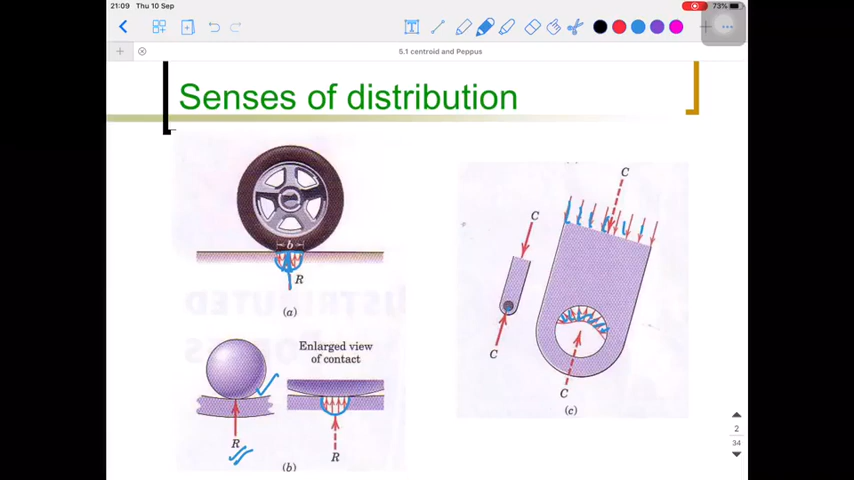 21:09 Thu 10 Sep
73%
T
5.1 centroid and Peppus
Senses of distribution
b
R
(a)
Enlarged view
of contact
R
R
(b)
C
C
C
C
(c)
2
34